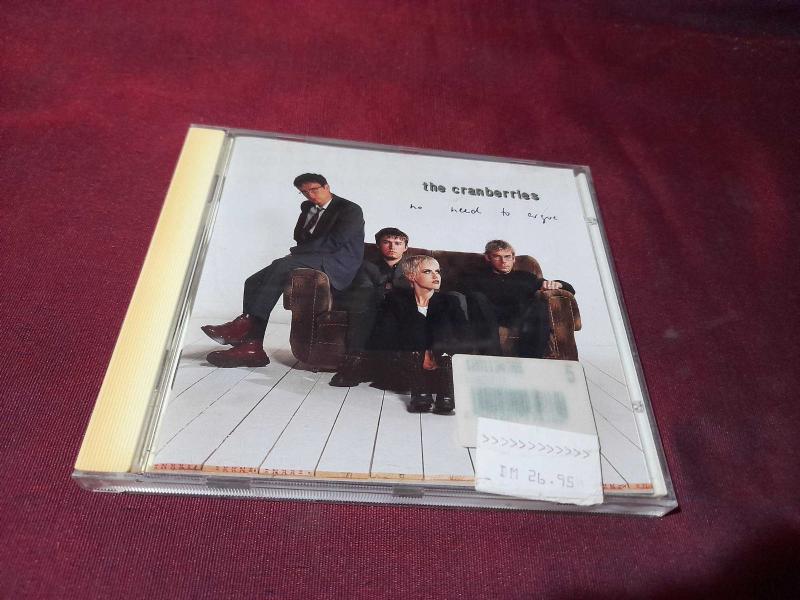 the cranberries
no need to argue
>>>>>>>>>>>>
DM 26.95